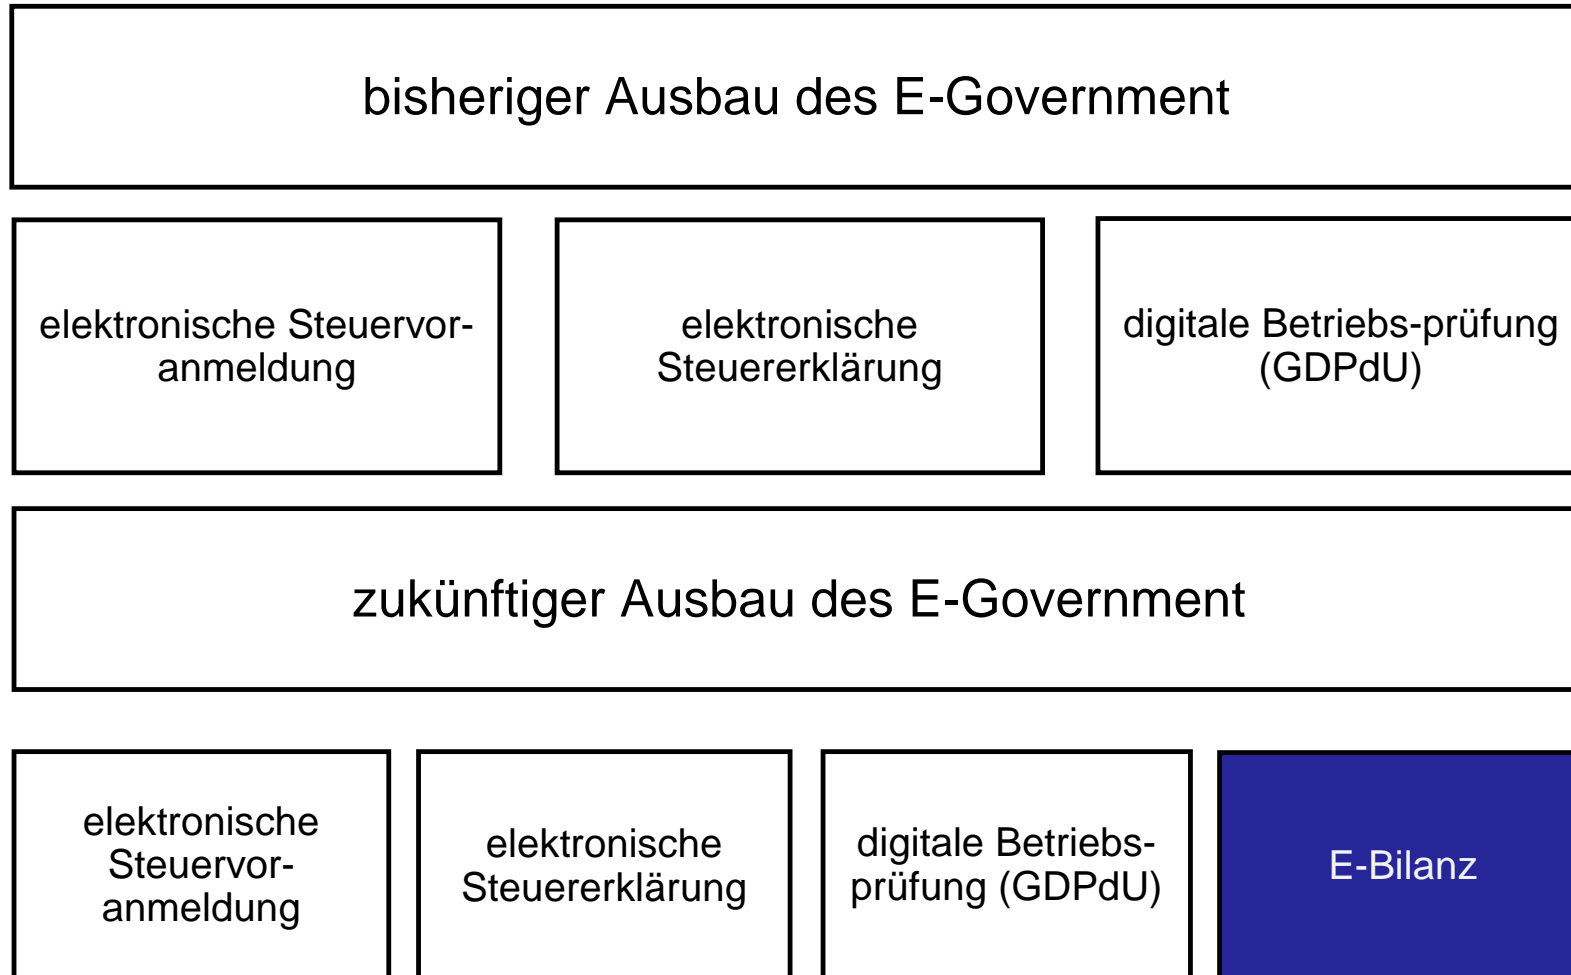 bisheriger Ausbau des E-Government
elektronische Steuervor-
anmeldung
elektronische
Steuererklärung
digitale Betriebs-prüfung
(GDPdU)
zukünftiger Ausbau des E-Government
elektronische
Steuervor-
anmeldung
elektronische
Steuererklärung
digitale Betriebs-
prüfung (GDPdU)
E-Bilanz